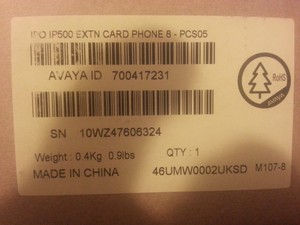 IPO IP500 EXTN CARD PHONE 8 - PCS05
AVAYA ID 700417231
RoHS
avaya
SN 10WZ47606324
Weight : 0.4Kg 0.9lbs QTY : 1
MADE IN CHINA 46UMW0002UKSD M107-8